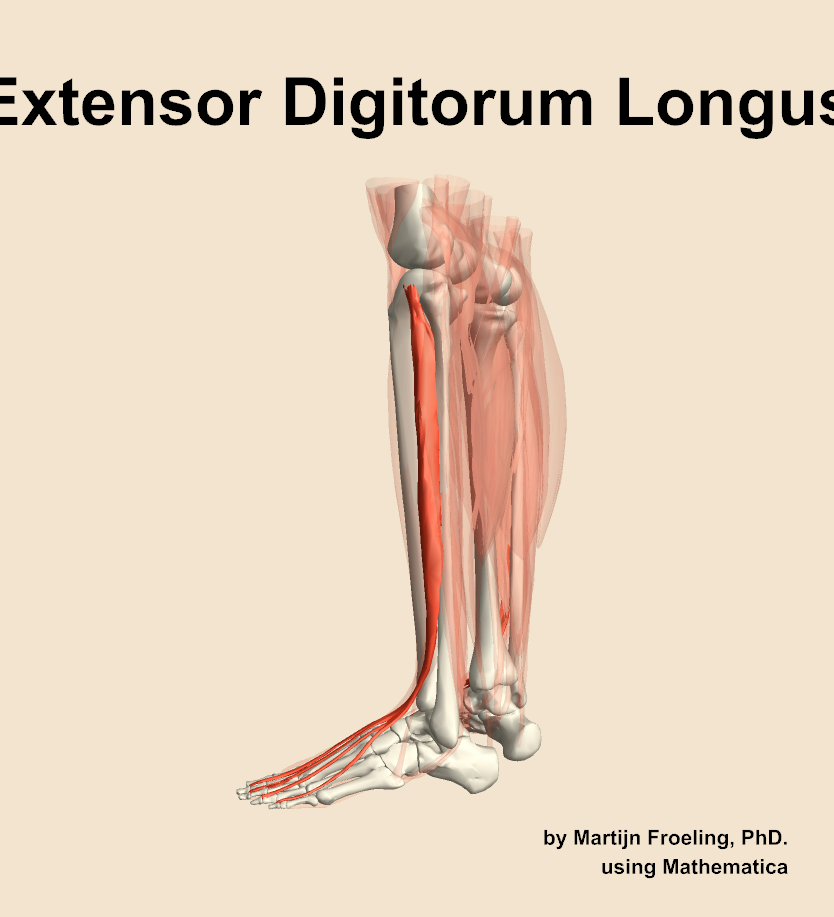 Extensor Digitorum Longus
by Martijn Froeling, PhD.
using Mathematica